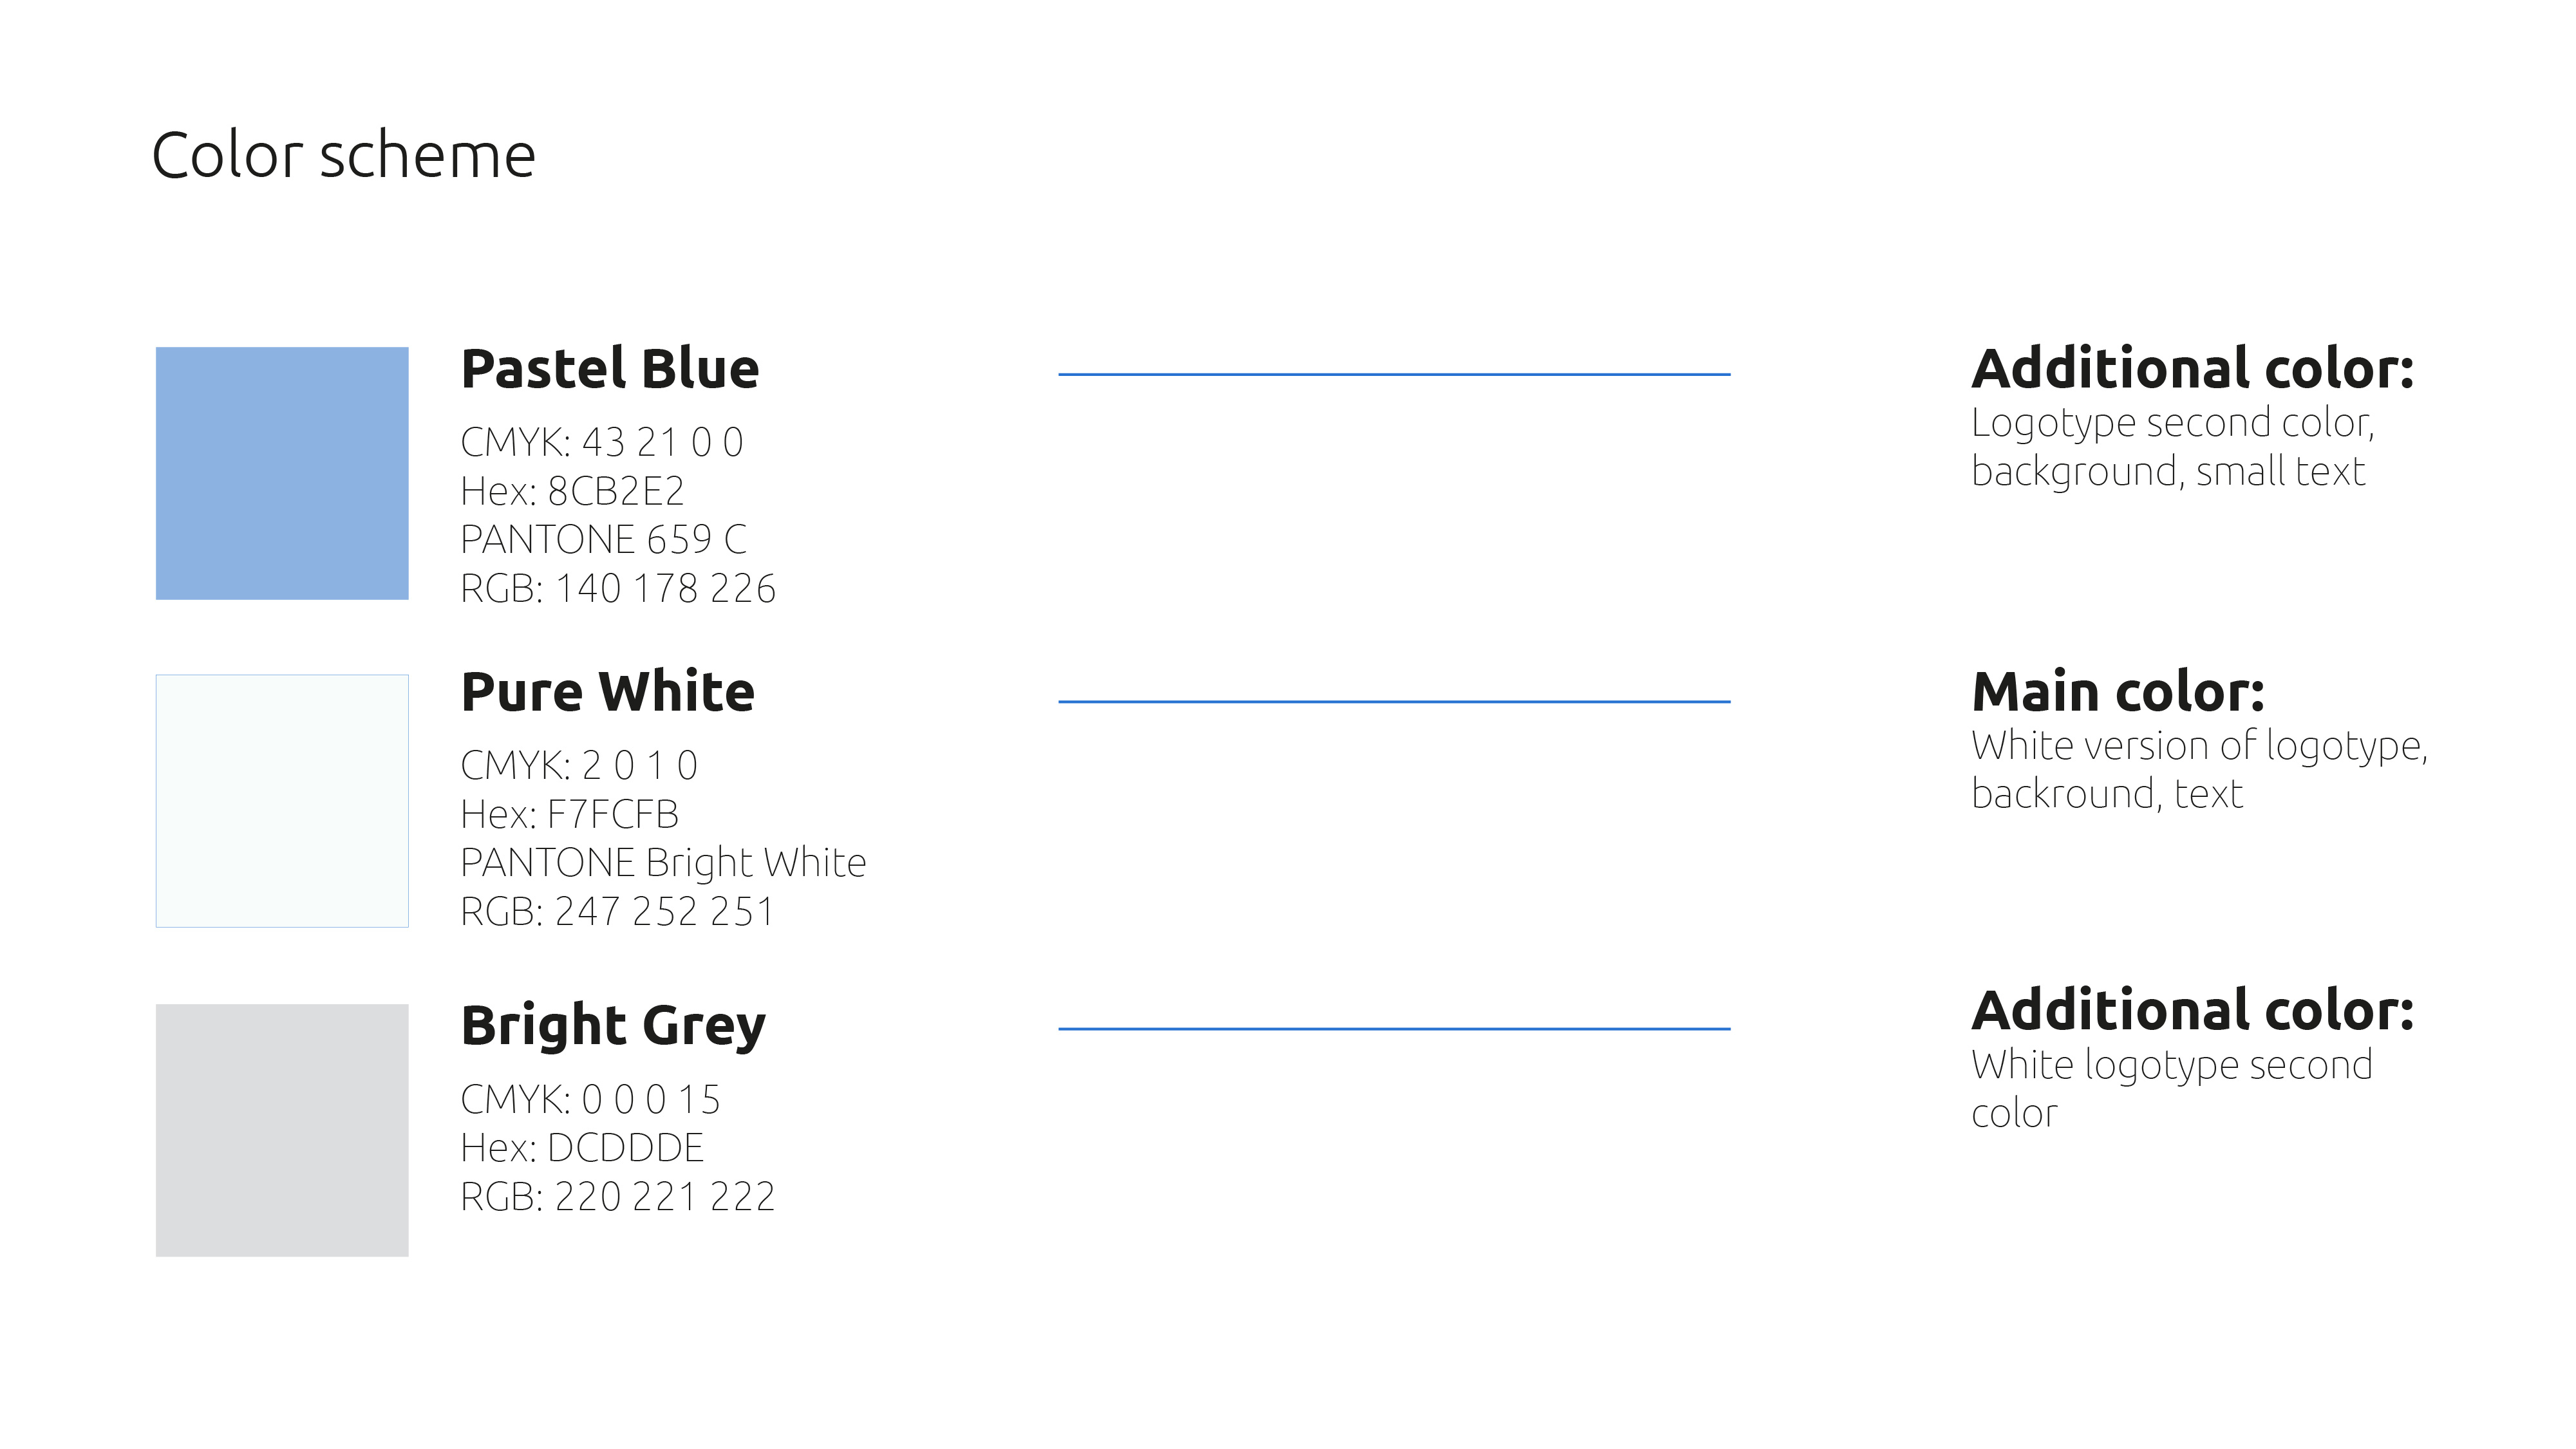 Color scheme
Pastel Blue
CMYK: 43 21 0 0
Hex: 8CB2E2
PANTONE 659 C
RGB: 140 178 226
Additional color:
Logotype second color,
background, small text
Pure White
CMYK: 2 0 1 0
Hex: F7FCFB
PANTONE Bright White
RGB: 247 252 251
Main color:
White version of logotype,
backround, text
Bright Grey
CMYK: 0 0 0 15
Hex: DCDDDE
RGB: 220 221 222
Additional color:
White logotype second
color